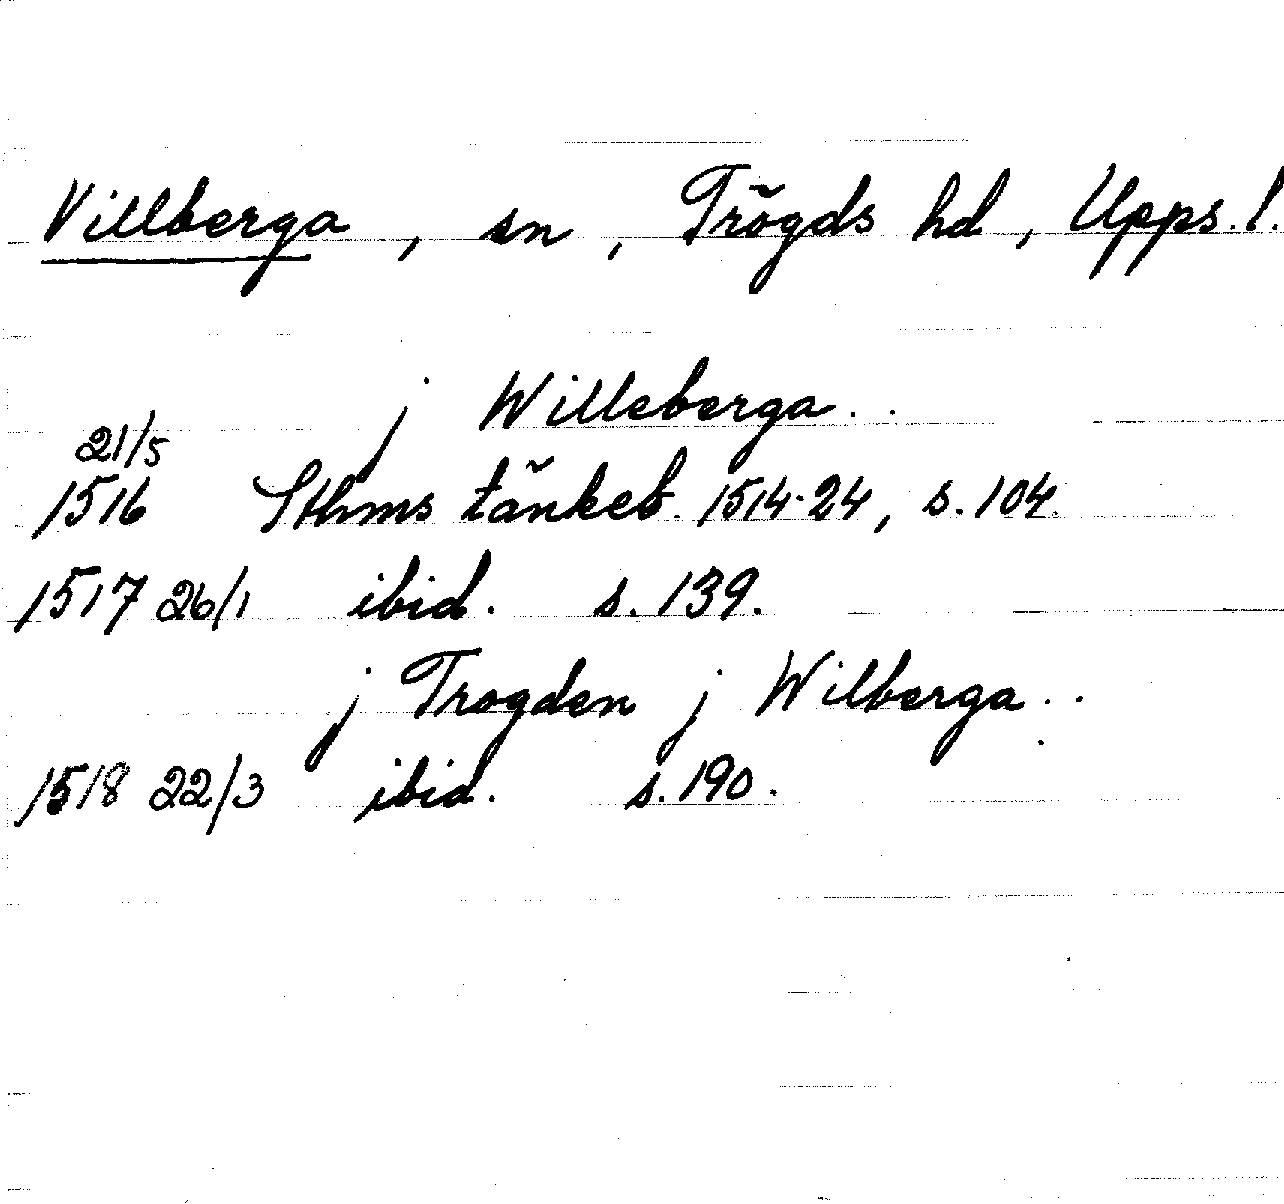 Villberga, sn, Trögds hd, Upps. l.
j Willeberga..
21/5
1516 Sthms tänkeb. 1514-24, s. 104.
1517 26/1 ibid. s. 139.
j Trogden j Wilberga..
1518 22/3 ibid. s. 190.